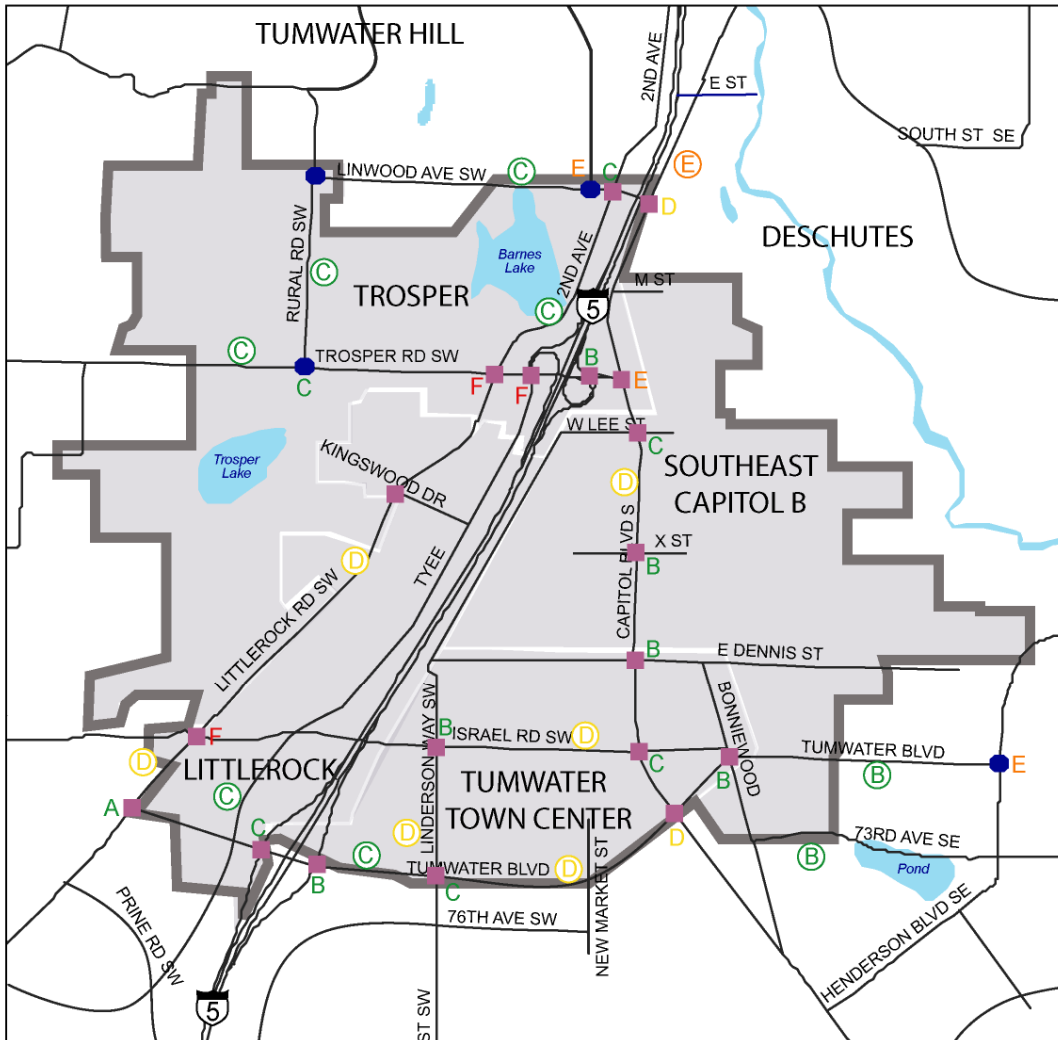 TUMWATER HILL
2ND AVE
E ST
SOUTH ST SE
LINWOOD AVE SW
C
E
C
E
D
DESCHUTES
Barnes
Lake
RURAL RD SW
C
TROSPER
2ND AVE
M ST
C
5
C
TROSPER RD SW
C
F
F
B
E
W LEE ST
C
KINGSWOOD DR
Trosper
Lake
SOUTHEAST
CAPITOL B
D
CAPITOL BLVD S
X ST
B
TYEE
D
LITTLEROCK RD SW
B
E DENNIS ST
BONNIEWOOD
LINDERSON WAY SW
F
B
ISRAEL RD SW
D
C
B
TUMWATER BLVD
E
B
D
LITTLEROCK
TUMWATER
TOWN CENTER
A
C
C
B
D
C
TUMWATER BLVD
C
D
D
NEW MARKET ST
73RD AVE SE
B
Pond
76TH AVE SW
PRINE RD SW
HENDERSON BLVD SE
5
ST SW